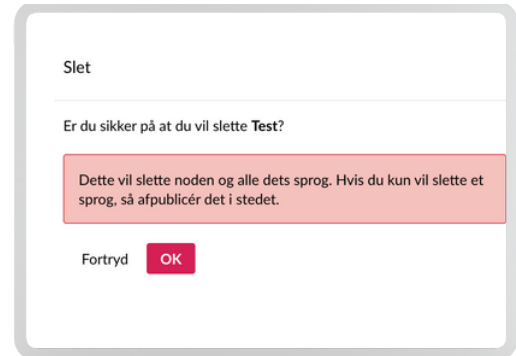 Slet
Er du sikker på at du vil slette Test?
Dette vil slette noden og alle dets sprog. Hvis du kun vil slette et
sprog, så afpublicér det i stedet.
Fortryd OK